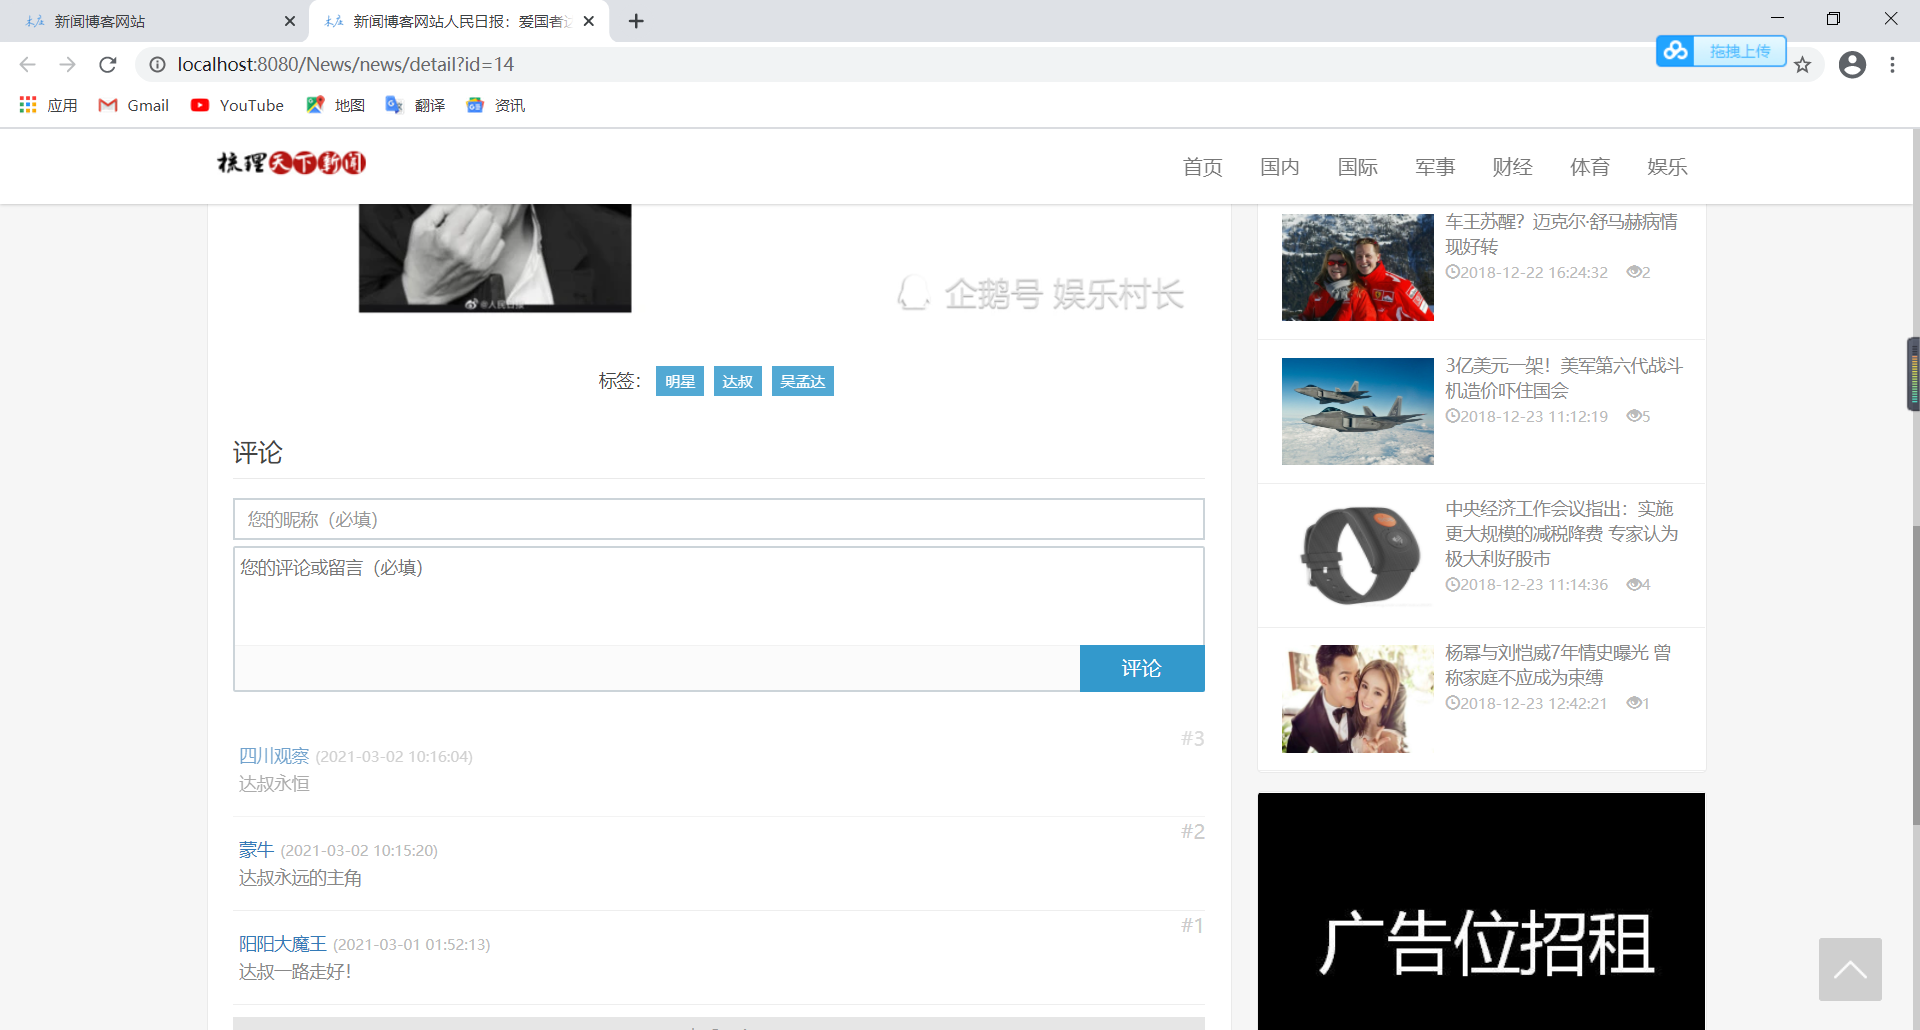 新闻博客网站
新闻博客网站人民日报：爱国者
拖拽上传
localhost:8080/News/news/detail?id=14
应用
Gmail
YouTube
地图
翻译
资讯
梳理天下新闻
首页 国内 国际 军事 财经 体育 娱乐
@人民日报
企鹅号 娱乐村长
标签： 明星 达叔 吴孟达
评论
您的昵称（必填）
您的评论或留言（必填）
评论
#3
四川观察 (2021-03-02 10:16:04)
达叔永恒
#2
蒙牛 (2021-03-02 10:15:20)
达叔永远的主角
#1
阳阳大魔王 (2021-03-01 01:52:13)
达叔一路走好！
车王苏醒？迈克尔·舒马赫病情
现好转
2018-12-22 16:24:32 2
3亿美元一架！美军第六代战斗
机造价吓住国会
2018-12-23 11:12:19 5
中央经济工作会议指出：实施
更大规模的减税降费 专家认为
极大利好股市
2018-12-23 11:14:36 4
杨幂与刘恺威7年情史曝光 曾
称家庭不应成为束缚
2018-12-23 12:42:21 1
广告位招租